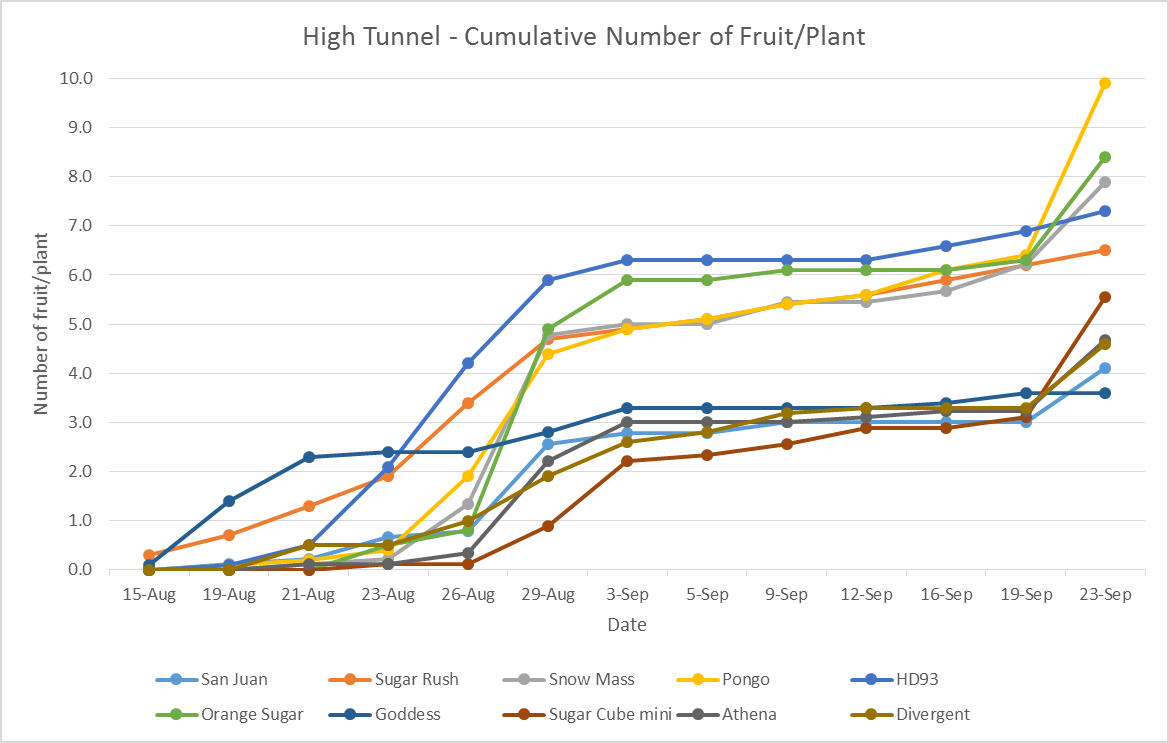 High Tunnel - Cumulative Number of Fruit/Plant
10.0
9.0
8.0
7.0
6.0
5.0
4.0
3.0
2.0
1.0
0.0
Number of fruit/plant
15-Aug 19-Aug 21-Aug 23-Aug 26-Aug 29-Aug 3-Sep 5-Sep 9-Sep 12-Sep 16-Sep 19-Sep 23-Sep
Date
San Juan Sugar Rush Snow Mass Pongo HD93
Orange Sugar Goddess Sugar Cube mini Athena Divergent